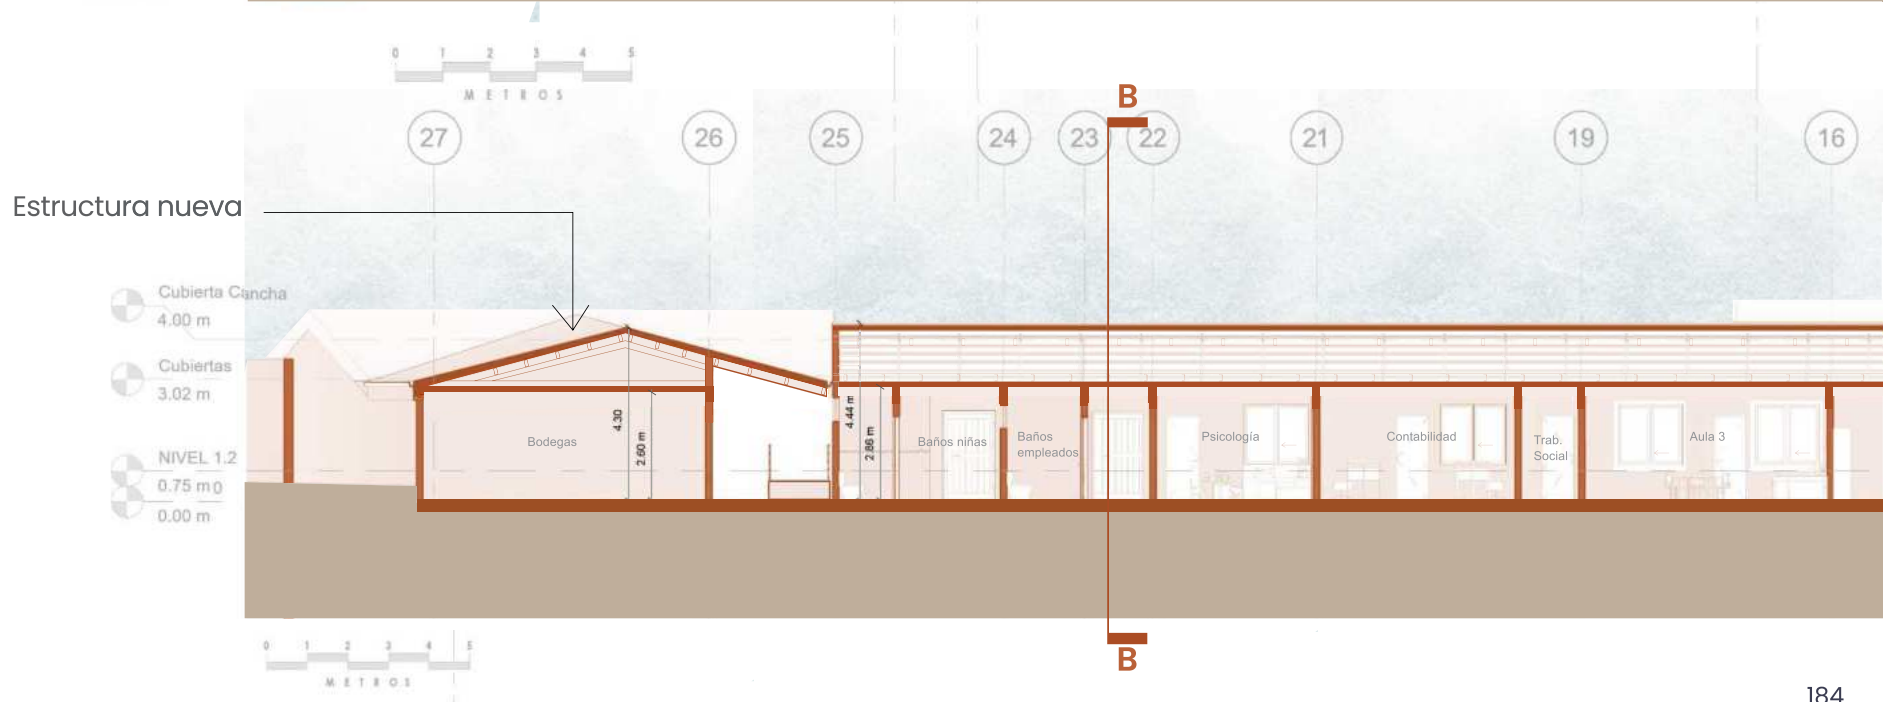 0 1 2 3 4 5
METROS
B
27 26 25 24 23 22 21 19 16
Estructura nueva
Cubierta Cancha
4.00 m
Cubiertas
3.02 m
NIVEL 1.2
0.75 m 0
0.00 m
4.30
2.60 m
4.44 m
2.86 m
Bodegas
Baños niñas
Baños
empleados
Psicología
Contabilidad
Trab.
Social
Aula 3
B
0 1 2 3 4 5
METROS
184